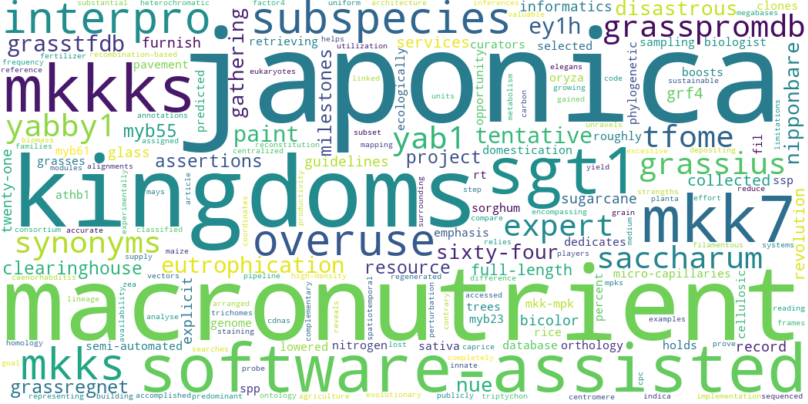 substantial heterochromatic factor4 uniform architecture inferences disastrous clones
interpro subspecies informatics valuable megabases
recombination-based services ey1h grasspromdb
grasstfdb furnish retrieving curators selected sampling biologist
frequency fertilizer pavement gathering utilization helps elegans boosts
reference eukaryotes milestones ecologically linked opportunity metabolism oryza grf4 phylogenetic nipponbare
mkkks japonica
predicted units carbon growing code sustainable
annotations gained limitations
yabby1 assigned myb55 paint yab1 tentative tfome unravels
families biomass myb61 glass subset reconstitution mapping roughly domestication excessive depositing fil
grasses modules alignments assertions centralized guidelines project rt yield grassius
twenty-one athb1 experimentally mays article classified productivity surrounding step sugarcane strengths planta collected ssp
kingdoms sgt1 sorghum compare encompassing grain effort reduce
consortium accurate coordinates emphasis expert medium filamentous mkk7 systems revolution
synonyms supply maize overuse sixty-four relies players dedicates saccharum
clearinghouse eutrophication resource full-length micro-capillaries
caenorhabditis vectors pipeline high-density regenerated difference
lineage zea availability explicit complementary spatiotemporal perturbation contrary accessed percent cellulosic
macronutrient
analyse arranged trichomes cdnas reveals mkk-mpk mpks trees examples reading
homology genome staining myb23 bicolor frames
semi-automated lowered nitrogen lost sativa database rice orthology holds prove record
goal mkks searches probe caprice completely innate
software-assisted
grassregnet spp nue cpc
representing building accomplished predominant ontology agriculture evolutionary publicly triptychon centromere indica implementation sequenced